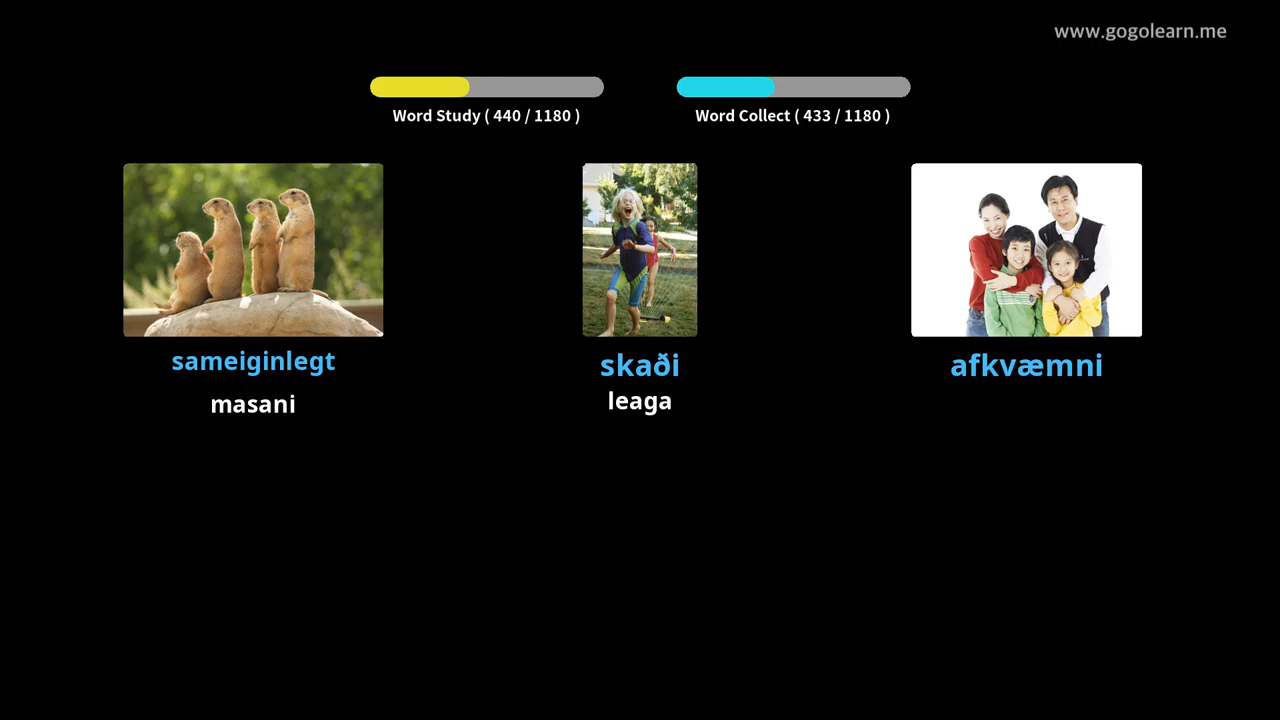 www.gogolearn.me
Word Study ( 440 / 1180 )
Word Collect ( 433 / 1180 )
sameiginlegt
masani
skaði
leaga
afkvæmni